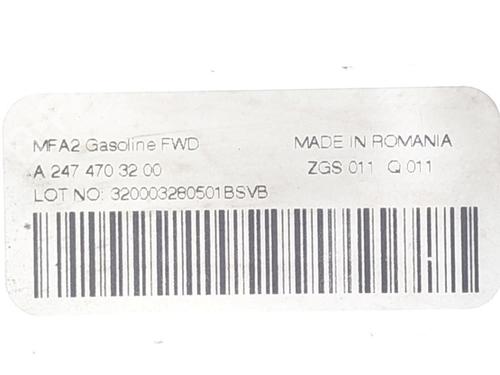 MFA2 Gasoline FWD MADE IN ROMANIA
A 247 470 32 00 ZGS 011 Q 011
LOT NO: 320003280501BSVB